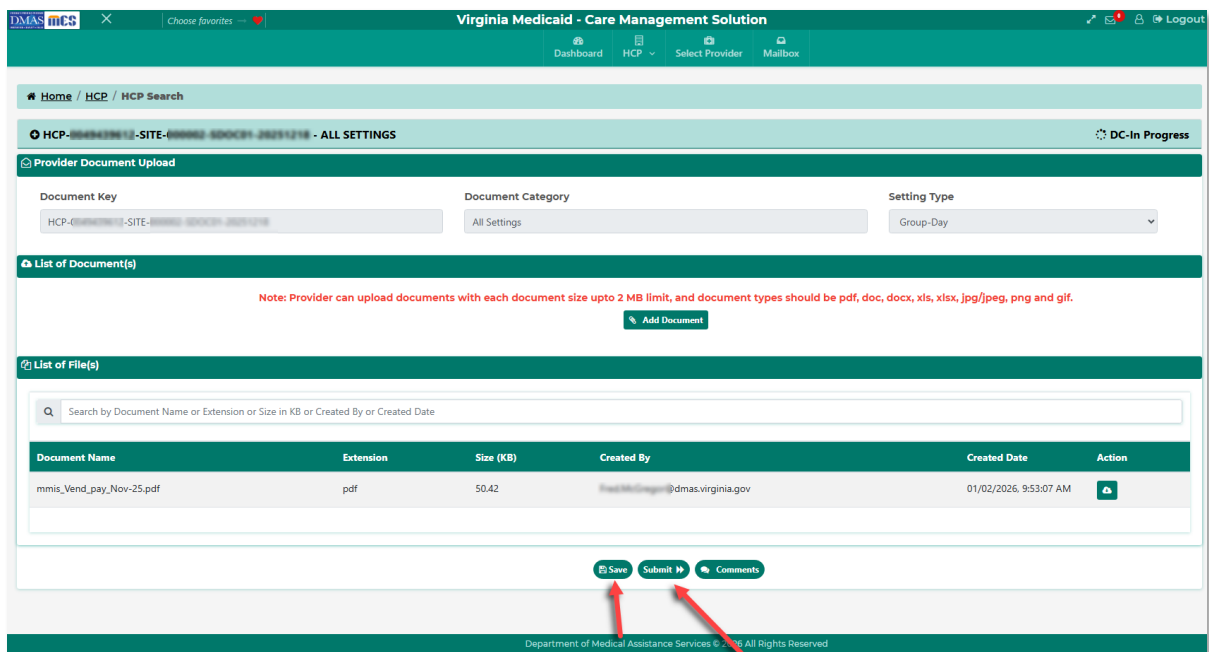 DMAS mes
Choose favorites
Virginia Medicaid - Care Management Solution
Logout
Dashboard HCP Select Provider Mailbox
Home / HCP / HCP Search
HCP- -SITE- - ALL SETTINGS DC-In Progress
Provider Document Upload
Document Key Document Category Setting Type
HCP- -SITE- All Settings Group-Day
List of Document(s)
Note: Provider can upload documents with each document size upto 2 MB limit, and document types should be pdf, doc, docx, xls, xlsx, jpg/jpeg, png and gif.
Add Document
List of File(s)
Search by Document Name or Extension or Size in KB or Created By or Created Date
Document Name Extension Size (KB) Created By Created Date Action
mmis_Vend_pay_Nov-25.pdf pdf 50.42 @dmas.virginia.gov 01/02/2026, 9:53:07 AM
Save Submit Comments
Department of Medical Assistance Services © 2026 All Rights Reserved